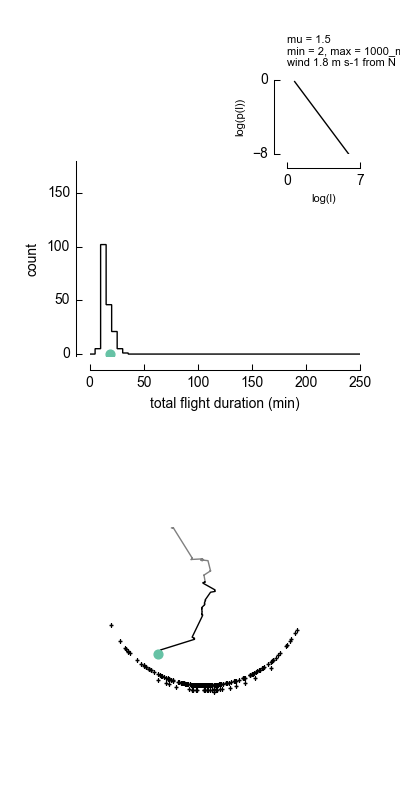 mu = 1.5
min = 2, max = 1000_m
wind 1.8 m s-1 from N
0
log(p(l))
−8
0 7
log(l)
150
100
count
50
0
0 50 100 150 200 250
total flight duration (min)